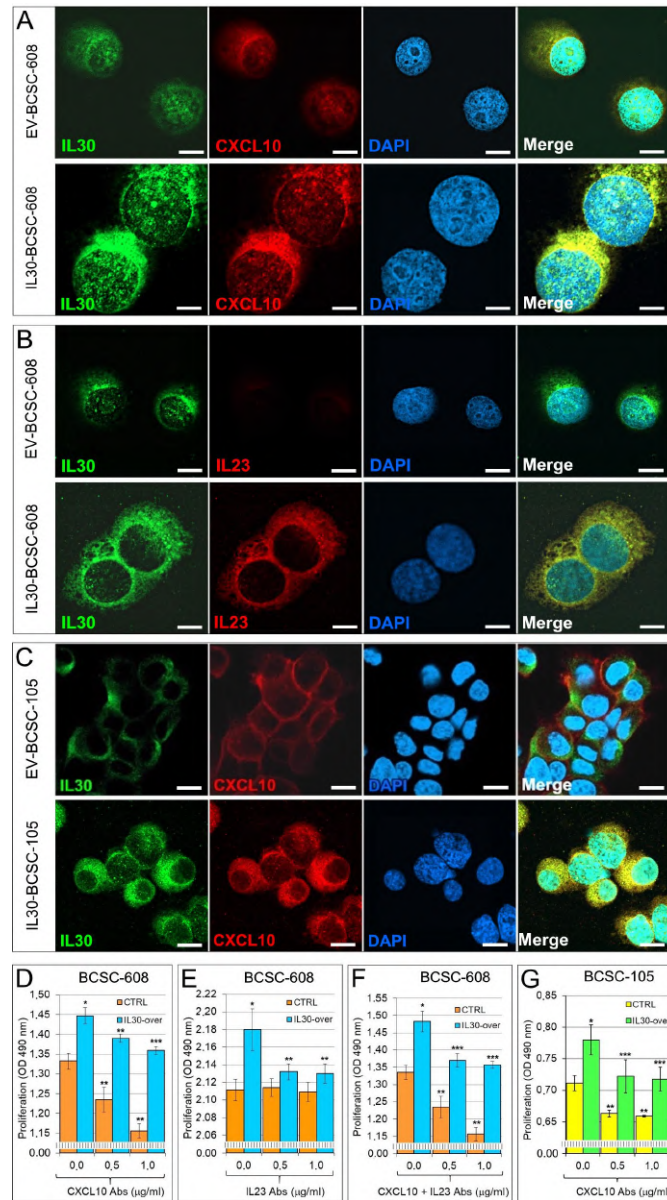 A
EV-BCSC-608
IL30
CXCL10
DAPI
Merge
IL30-BCSC-608
IL30
CXCL10
DAPI
Merge
B
EV-BCSC-608
IL30
IL23
DAPI
Merge
IL30-BCSC-608
IL30
IL23
DAPI
Merge
C
EV-BCSC-105
IL30
CXCL10
DAPI
Merge
IL30-BCSC-105
IL30
CXCL10
DAPI
Merge
D
BCSC-608
Proliferation (OD 490 nm)
1,50
1,45
1,40
1,35
1,30
1,25
1,20
1,15
0.00
CTRL
IL30-over
*
**
***
**
**
0,0
0,5
1.0
CXCL10 Abs (µg/ml)
E
BCSC-608
Proliferation (OD 490 nm)
2,22
2,20
2,18
2,16
2,14
2,12
2,10
2,08
2.06
0.00
CTRL
IL30-over
*
**
**
0,0
0,5
1,0
IL23 Abs (µg/ml)
F
BCSC-608
Proliferation (OD 490 nm)
1.55
1.50
1.45
1.40
1.35
1.30
1.25
1.20
1,15
0.00
CTRL
IL30-over
*
**
***
**
**
0,0
0,5
1.0
CXCL10 + IL23 Abs (µg/ml)
G
BCSC-105
Proliferation (OD 490 nm)
0,85
0,80
0,75
0,70
0,65
0.00
CTRL
IL30-over
*
***
***
**
**
0,0
0,5
1.0
CXCL10 Abs (µg/ml)